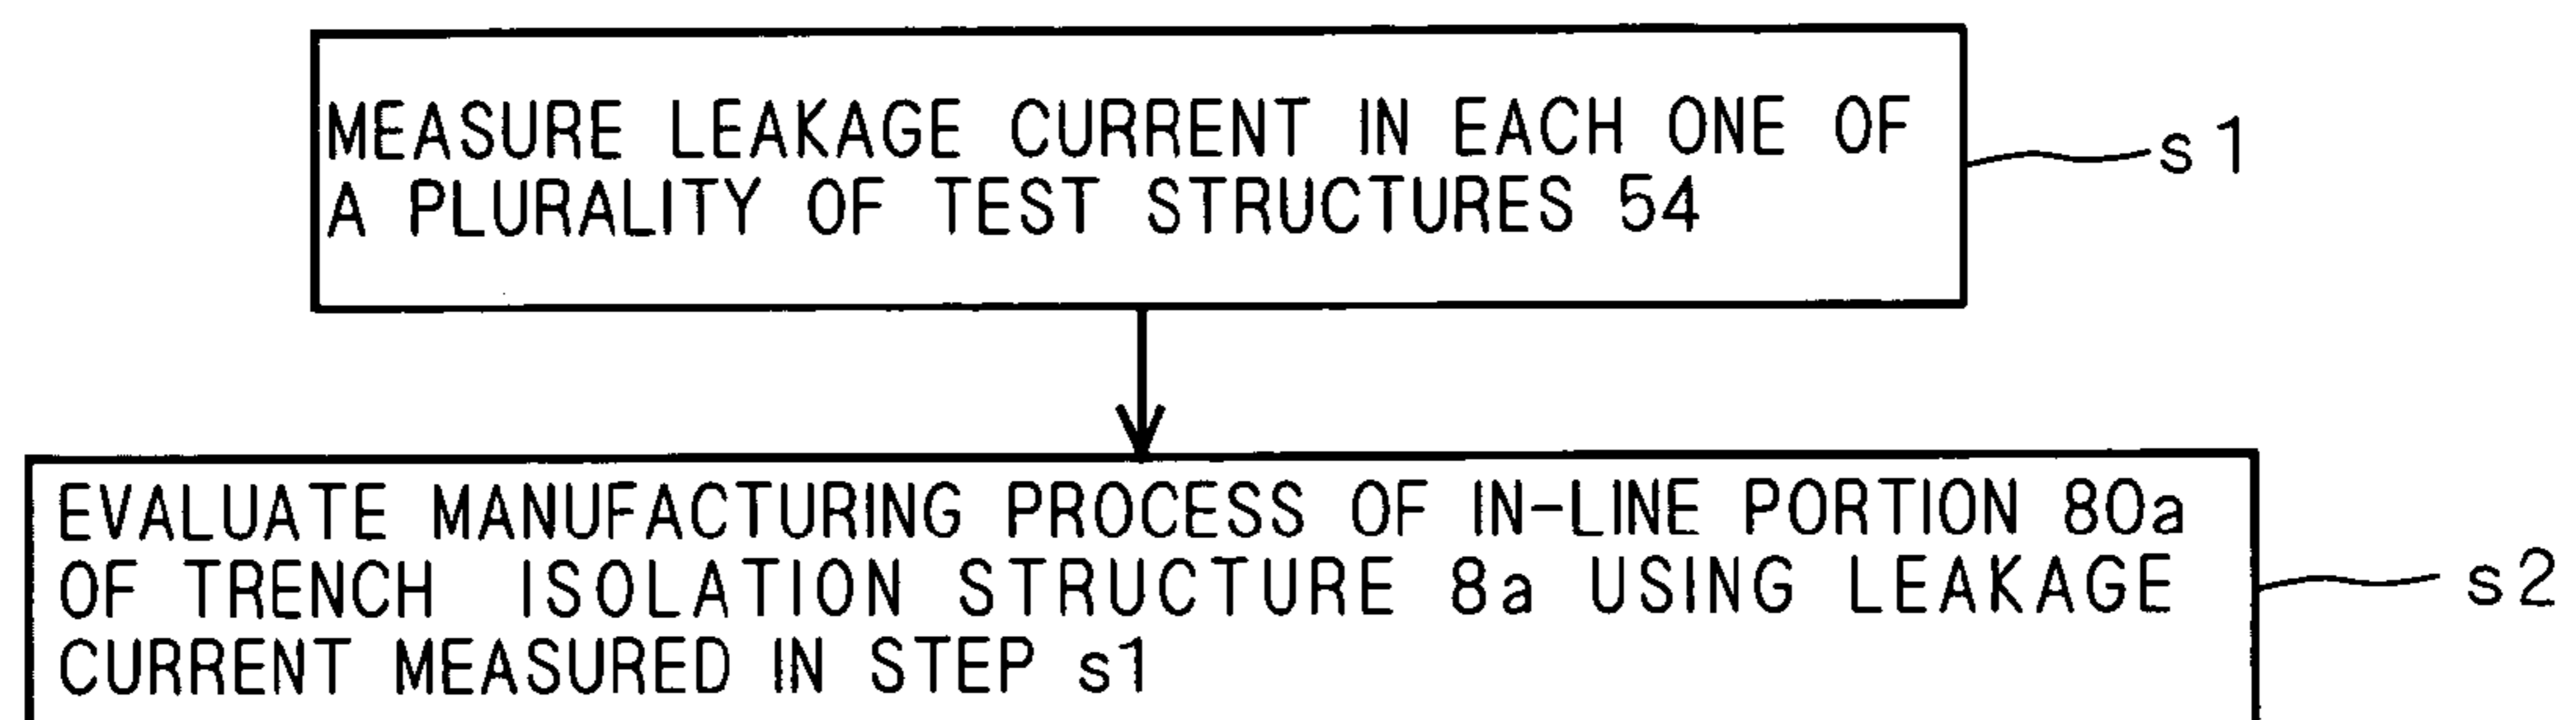 MEASURE LEAKAGE CURRENT IN EACH ONE OF
A PLURALITY OF TEST STRUCTURES 54
s1
EVALUATE MANUFACTURING PROCESS OF IN-LINE PORTION 80a
OF TRENCH ISOLATION STRUCTURE 8a USING LEAKAGE
CURRENT MEASURED IN STEP s1
s2